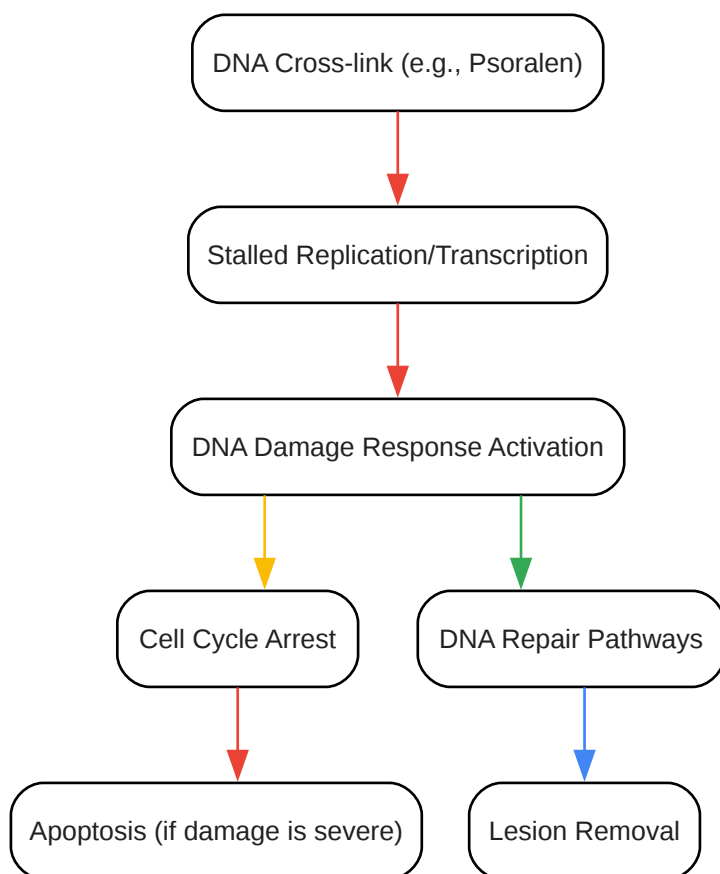 DNA Cross-link (e.g., Psoralen)
Stalled Replication/Transcription
DNA Damage Response Activation
Cell Cycle Arrest
DNA Repair Pathways
Apoptosis (if damage is severe)
Lesion Removal